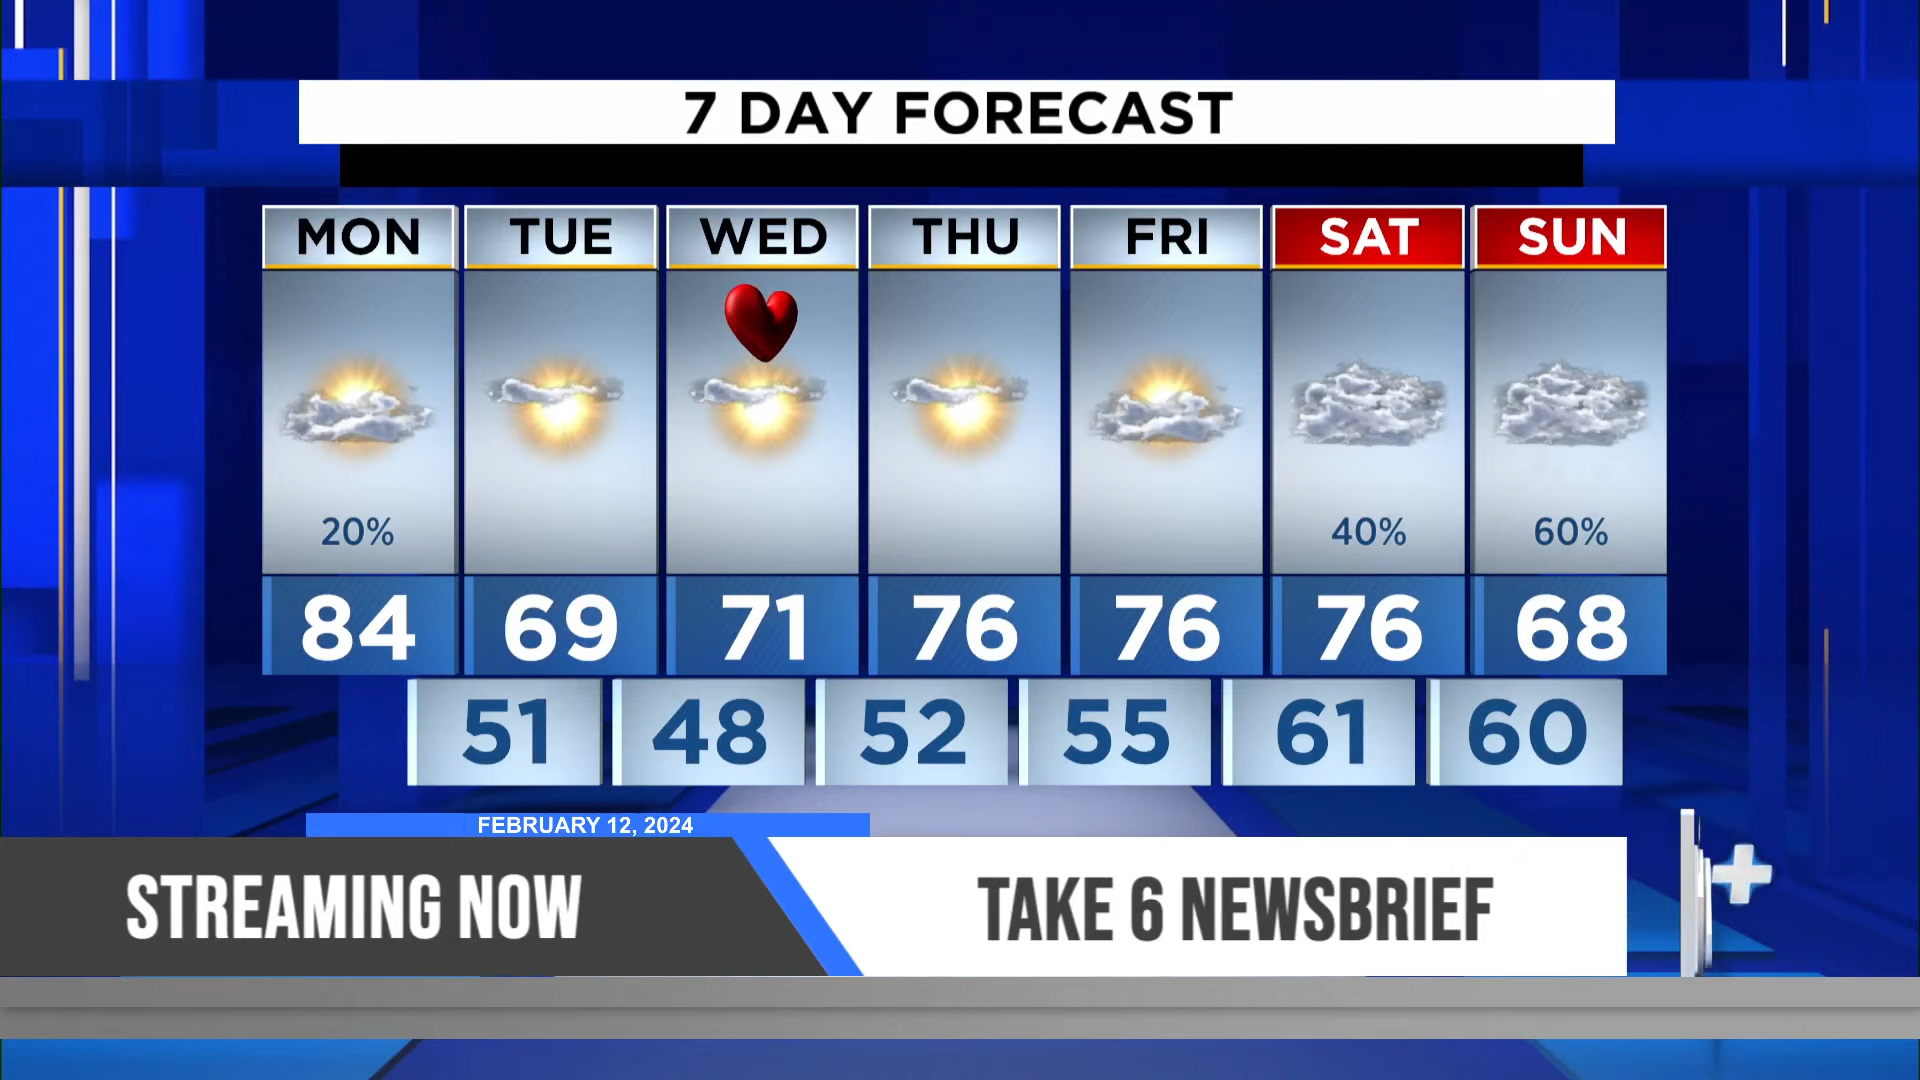 7 DAY FORECAST
MON TUE WED THU FRI SAT SUN
20% 40% 60%
84 69 71 76 76 76 68
51 48 52 55 61 60
FEBRUARY 12, 2024
STREAMING NOW
TAKE 6 NEWSBRIEF